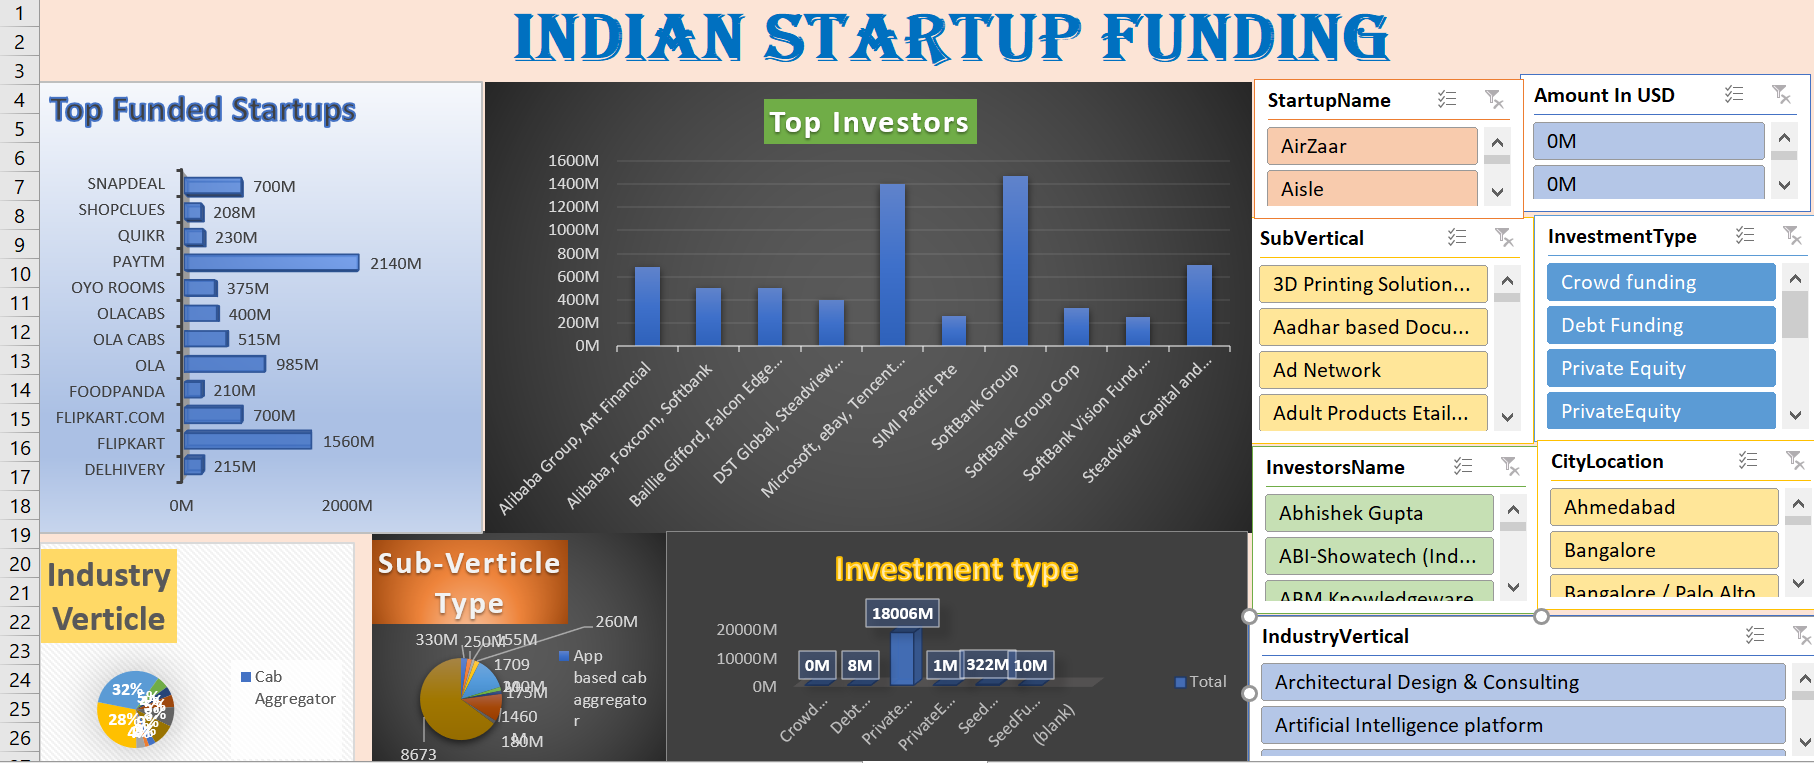 INDIAN STARTUP FUNDING
1
2
3
4
5
6
7
8
9
10
11
12
13
14
15
16
17
18
19
20
21
22
23
24
25
26
Top Funded Startups
SNAPDEAL 700M
SHOPCLUES 208M
QUIKR 230M
PAYTM 2140M
OYO ROOMS 375M
OLACABS 400M
OLA CABS 515M
OLA 985M
FOODPANDA 210M
FLIPKART.COM 700M
FLIPKART 1560M
DELHIVERY 215M
0M 2000M
Top Investors
1600M
1400M
1200M
1000M
800M
600M
400M
200M
0M
Alibaba Group, Ant Financial
Alibaba, Foxconn, Softbank
Baillie Gifford, Falcon Edge...
DST Global, Steadview...
Microsoft, eBay, Tencent...
SIMI Pacific Pte
SoftBank Group
SoftBank Group Corp
SoftBank Vision Fund,...
Steadview Capital and...
StartupName
AirZaar
Aisle
Amount In USD
0M
0M
SubVertical
3D Printing Solution...
Aadhar based Docu...
Ad Network
Adult Products Etail...
InvestmentType
Crowd funding
Debt Funding
Private Equity
PrivateEquity
InvestorsName
Abhishek Gupta
ABI-Showatech (Ind...
ABM Knowledgeware
CityLocation
Ahmedabad
Bangalore
Bangalore / Palo Alto
IndustryVertical
Architectural Design & Consulting
Artificial Intelligence platform
Industry
Verticle
32%
28%
Cab
Aggregator
Sub-Verticle
Type
330M
250M
155M
260M
1709
175M
1460
M
180M
8673
App
based cab
aggregato
r
Investment type
20000M
10000M
0M
0M
8M
18006M
1M
322M
10M
Crowd...
Debt...
Private...
PrivateE...
Seed...
SeedFu...
(blank)
Total